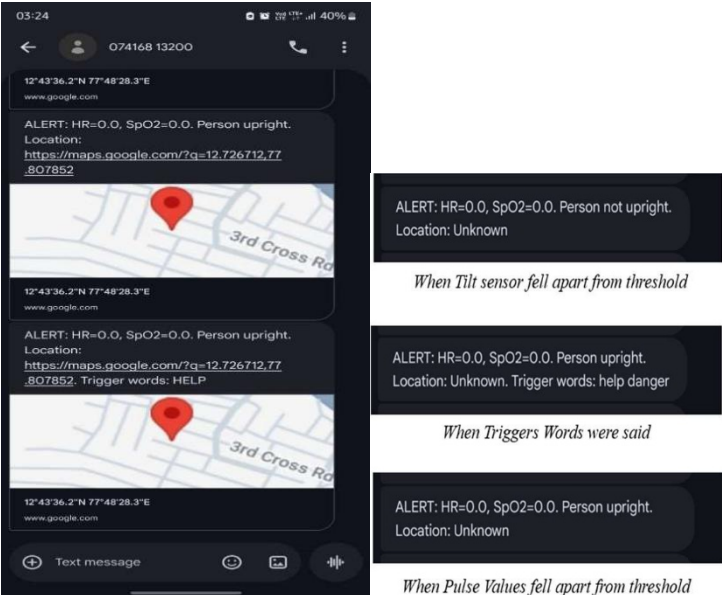 03:24
Vo)) LTE+ .ıll 40%
LTE
074168 13200
12°43'36.2"N 77°48'28.3"E
www.google.com
ALERT: HR=0.0, SpO2=0.0. Person upright.
Location:
https://maps.google.com/?q=12.726712,77
.807852
3rd Cross Rd
12°43'36.2"N 77°48'28.3"E
www.google.com
ALERT: HR=0.0, SpO2=0.0. Person upright.
Location:
https://maps.google.com/?q=12.726712,77
.807852. Trigger words: HELP
3rd Cross Rd
12°43'36.2"N 77°48'28.3"E
www.google.com
Text message
ALERT: HR=0.0, SpO2=0.0. Person not upright.
Location: Unknown
When Tilt sensor fell apart from threshold
ALERT: HR=0.0, SpO2=0.0. Person upright.
Location: Unknown. Trigger words: help danger
When Triggers Words were said
ALERT: HR=0.0, SpO2=0.0. Person upright.
Location: Unknown
When Pulse Values fell apart from threshold